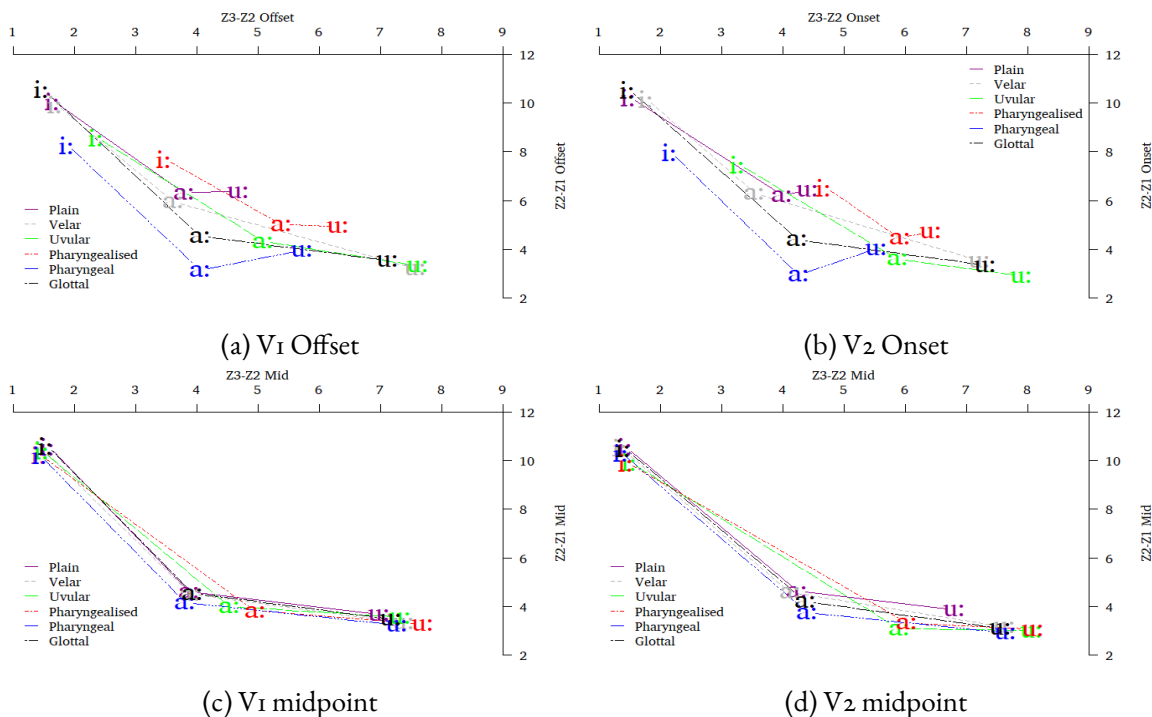 Z3-Z2 Offset
1 2 3 4 5 6 7 8 9
12
10
8
6
4
2
Z2-Z1 Offset
i:
i:
i:
i:
i:
i:
a:
u:
a:
a:
a:
u:
a:
u:
a:
u:
u:
u:
Plain
Velar
Uvular
Pharyngealised
Pharyngeal
Glottal
(a) V1 Offset
Z3-Z2 Onset
1 2 3 4 5 6 7 8 9
12
10
8
6
4
2
Z2-Z1 Onset
i:
i:
i:
i:
i:
i:
a:
a:
u:
a:
a:
u:
a:
u:
a:
u:
u:
u:
Plain
Velar
Uvular
Pharyngealised
Pharyngeal
Glottal
(b) V2 Onset
Z3-Z2 Mid
1 2 3 4 5 6 7 8 9
12
10
8
6
4
2
Z2-Z1 Mid
i:
i:
i:
a:
a:
a:
a:
u:
u:
u:
u:
u:
Plain
Velar
Uvular
Pharyngealised
Pharyngeal
Glottal
(c) V1 midpoint
Z3-Z2 Mid
1 2 3 4 5 6 7 8 9
12
10
8
6
4
2
Z2-Z1 Mid
i:
i:
i:
i:
a:
a:
a:
a:
a:
a:
u:
u:
u:
u:
u:
Plain
Velar
Uvular
Pharyngealised
Pharyngeal
Glottal
(d) V2 midpoint